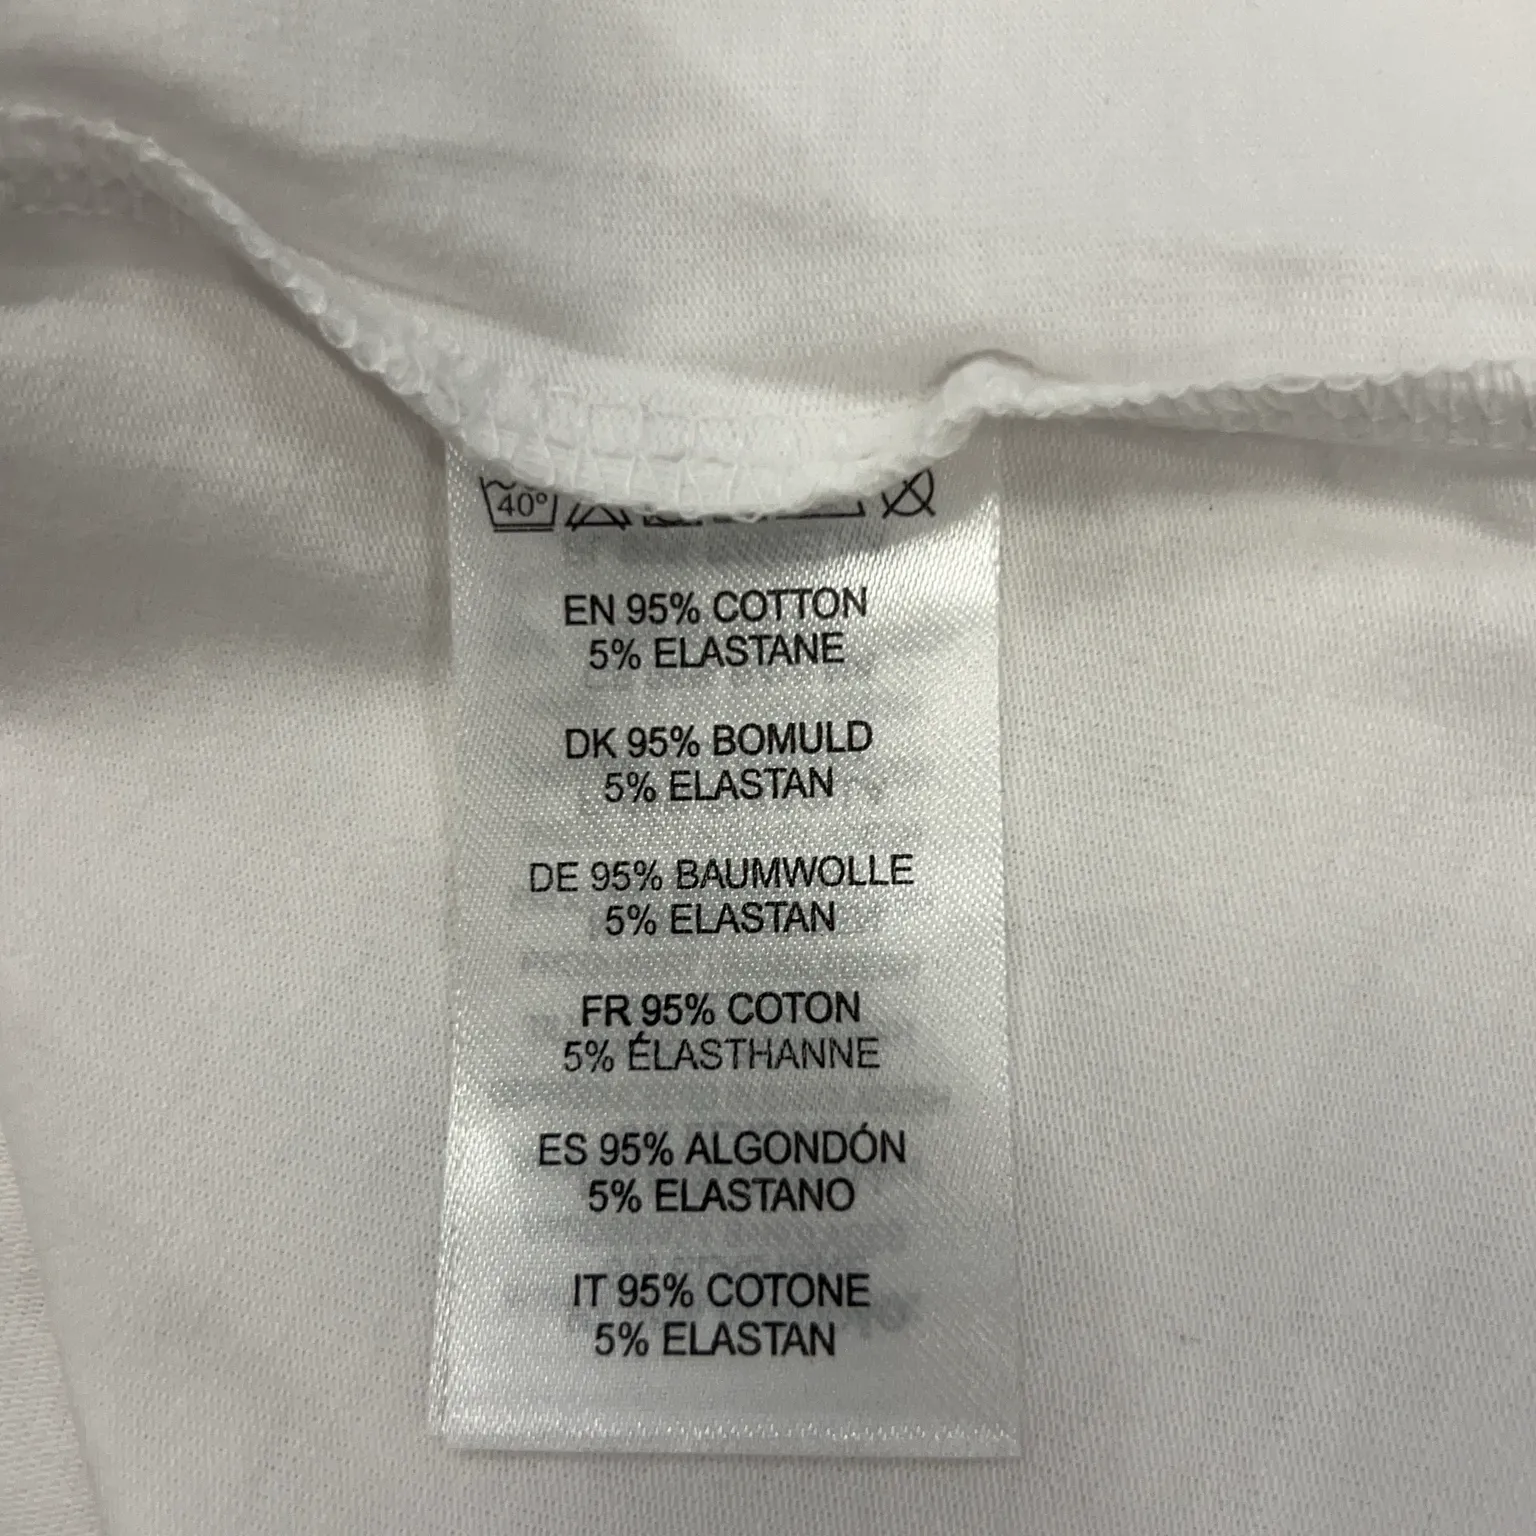 40°
EN 95% COTTON
5% ELASTANE
DK 95% BOMULD
5% ELASTAN
DE 95% BAUMWOLLE
5% ELASTAN
FR 95% COTON
5% ÉLASTHANNE
ES 95% ALGONDÓN
5% ELASTANO
IT 95% COTONE
5% ELASTAN